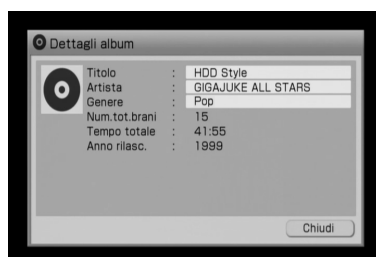 Dettagli album
Titolo : HDD Style
Artista : GIGAJUKE ALL STARS
Genere : Pop
Num.tot.brani : 15
Tempo totale : 41:55
Anno rilasc. : 1999
Chiudi